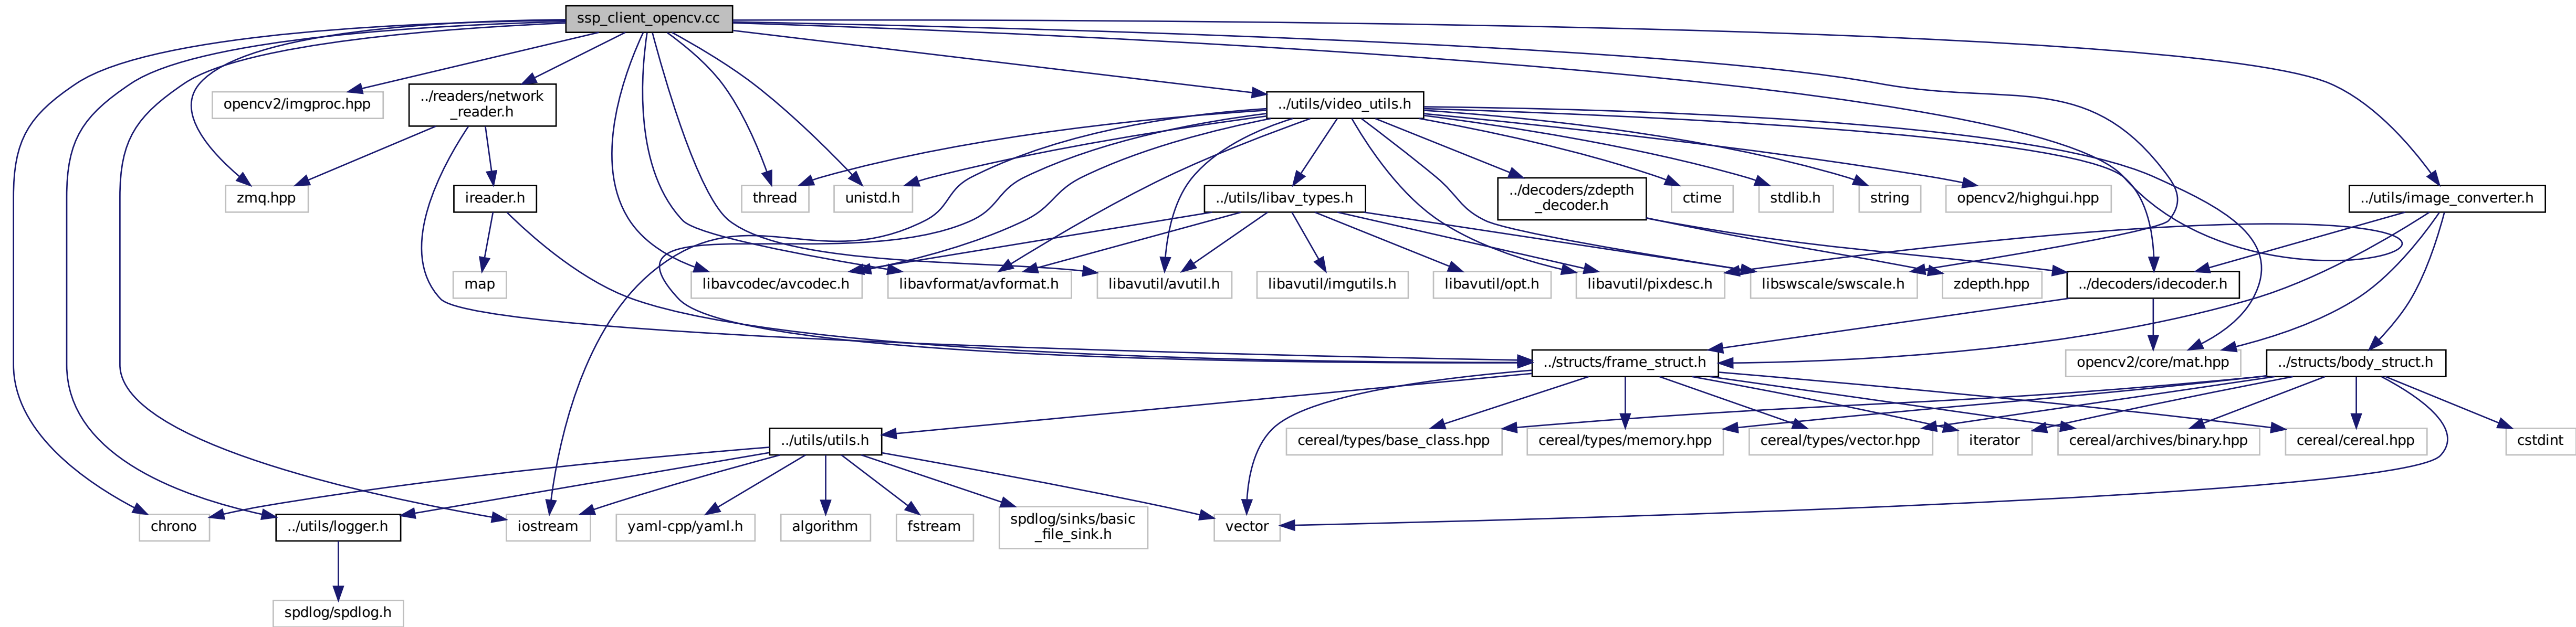 ssp_client_opencv.cc
opencv2/imgproc.hpp
../readers/network
_reader.h
../utils/video_utils.h
zmq.hpp
ireader.h
thread
unistd.h
../utils/libav_types.h
../decoders/zdepth
_decoder.h
ctime
stdlib.h
string
opencv2/highgui.hpp
../utils/image_converter.h
map
libavcodec/avcodec.h
libavformat/avformat.h
libavutil/avutil.h
libavutil/imgutils.h
libavutil/opt.h
libavutil/pixdesc.h
libswscale/swscale.h
zdepth.hpp
../decoders/idecoder.h
../structs/frame_struct.h
opencv2/core/mat.hpp
../structs/body_struct.h
../utils/utils.h
cereal/types/base_class.hpp
cereal/types/memory.hpp
cereal/types/vector.hpp
iterator
cereal/archives/binary.hpp
cereal/cereal.hpp
cstdint
chrono
../utils/logger.h
iostream
yaml-cpp/yaml.h
algorithm
fstream
spdlog/sinks/basic
_file_sink.h
vector
spdlog/spdlog.h